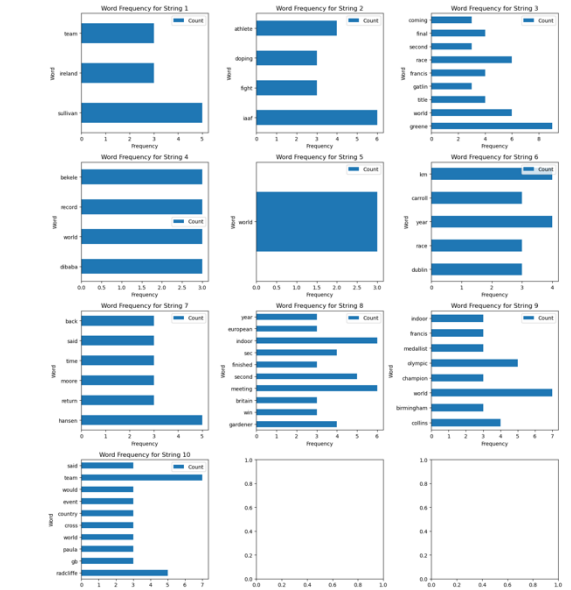 Word Frequency for String 1
Word
team
ireland
sullivan
Count
0 1 2 3 4 5
Frequency
Word Frequency for String 2
Word
athlete
doping
fight
iaaf
Count
0 1 2 3 4 5 6
Frequency
Word Frequency for String 3
Word
coming
final
second
race
francis
gatlin
title
world
greene
Count
0 2 4 6 8
Frequency
Word Frequency for String 4
Word
bekele
record
world
dibaba
Count
0.0 0.5 1.0 1.5 2.0 2.5 3.0
Frequency
Word Frequency for String 5
Word
world
Count
0.0 0.5 1.0 1.5 2.0 2.5 3.0
Frequency
Word Frequency for String 6
Word
km
carroll
year
race
dublin
Count
0 1 2 3 4
Frequency
Word Frequency for String 7
Word
back
said
time
moore
return
hansen
Count
0 1 2 3 4 5
Frequency
Word Frequency for String 8
Word
year
european
indoor
sec
finished
second
meeting
britain
win
gardener
Count
0 1 2 3 4 5 6
Frequency
Word Frequency for String 9
Word
indoor
francis
medallist
olympic
champion
world
birmingham
collins
Count
0 1 2 3 4 5 6 7
Frequency
Word Frequency for String 10
Word
said
team
would
event
country
cross
world
paula
gb
radcliffe
Count
0 1 2 3 4 5 6 7
1.0
0.8
0.6
0.4
0.2
0.0
0.0 0.2 0.4 0.6 0.8 1.0
1.0
0.8
0.6
0.4
0.2
0.0
0.0 0.2 0.4 0.6 0.8 1.0